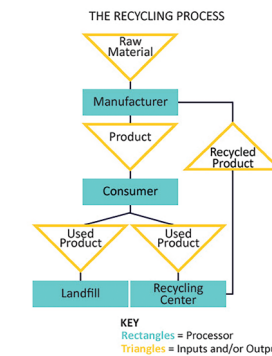 THE RECYCLING PROCESS
Raw
Material
Manufacturer
Product
Recycled
Product
Consumer
Used
Product
Used
Product
Landfill
Recycling
Center
KEY
Rectangles = Processor
Triangles = Inputs and/or Outp